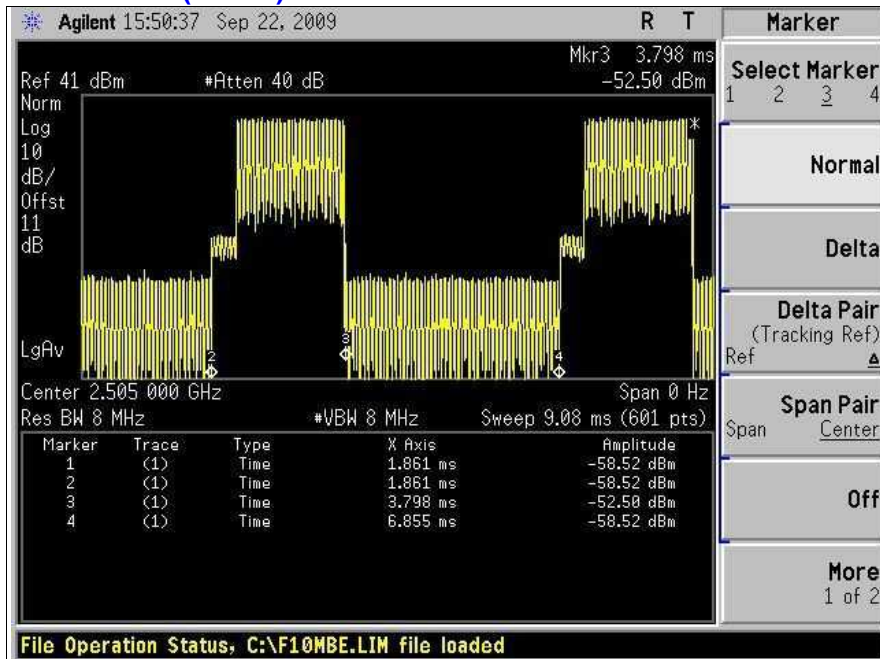 Agilent 15:50:37 Sep 22, 2009 R T
Mkr3 3.798 ms
Ref 41 dBm #Atten 40 dB -52.50 dBm
Norm
Log
10
dB/
Offst
11
dB
LgAv
2
3
4
Center 2.505 000 GHz Span 0 Hz
Res BW 8 MHz #VBW 8 MHz Sweep 9.08 ms (601 pts)
Marker Trace Type X Axis Amplitude
1 (1) Time 1.861 ms -58.52 dBm
2 (1) Time 1.861 ms -58.52 dBm
3 (1) Time 3.798 ms -52.50 dBm
4 (1) Time 6.855 ms -58.52 dBm
File Operation Status, C:\F10MBE.LIM file loaded
Marker
Select Marker
1 2 3 4
Normal
Delta
Delta Pair
(Tracking Ref)
Ref Δ
Span Pair
Span Center
Off
More
1 of 2